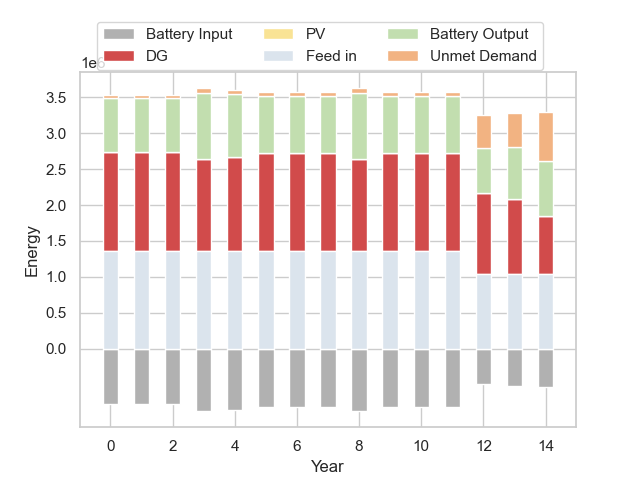 Battery Input PV Battery Output
DG Feed in Unmet Demand
1e6
3.5
3.0
2.5
2.0
1.5
1.0
0.5
0.0
Energy
0 2 4 6 8 10 12 14
Year